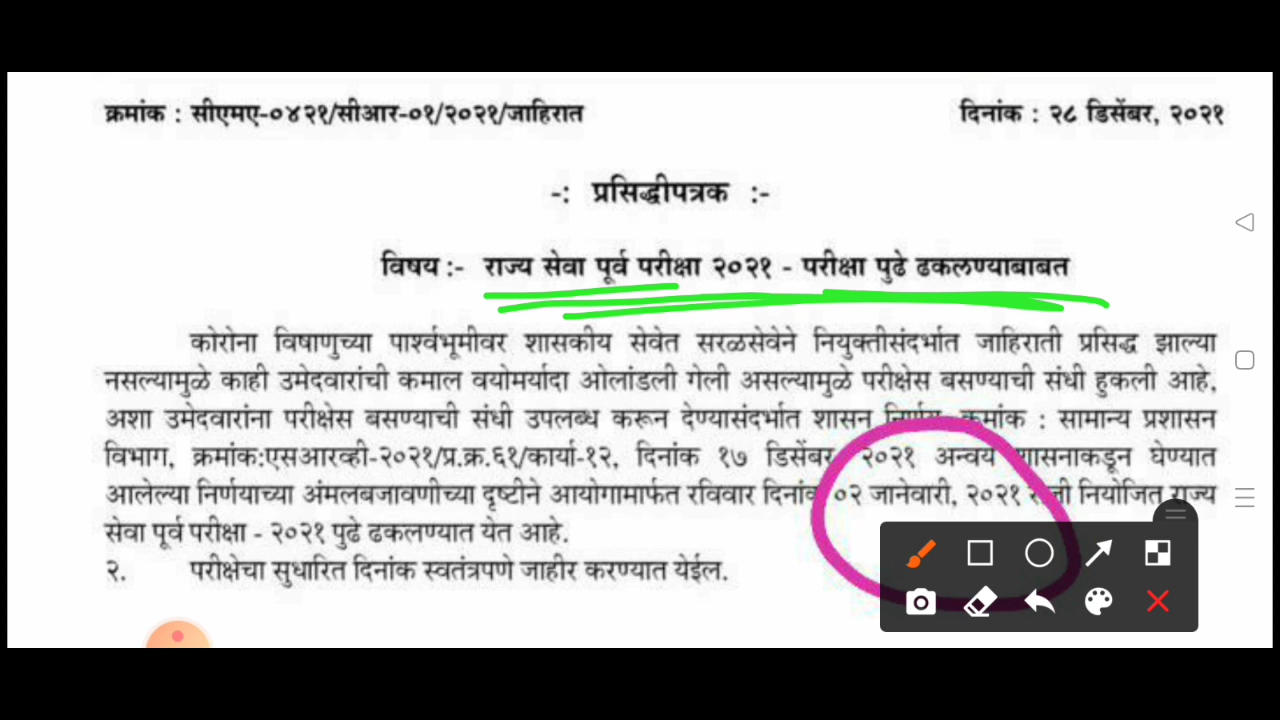 क्रमांक : सीएमए-०४२१/सीआर-०१/२०२१/जाहिरात दिनांक : २८ डिसेंबर, २०२१
-: प्रसिद्धीपत्रक :-
विषय :- राज्य सेवा पूर्व परीक्षा २०२१ - परीक्षा पुढे ढकलण्याबाबत
कोरोना विषाणुच्या पार्श्वभूमीवर शासकीय सेवेत सरळसेवेने नियुक्तीसंदर्भात जाहिराती प्रसिद्ध झाल्या
नसल्यामुळे काही उमेदवारांची कमाल वयोमर्यादा ओलांडली गेली असल्यामुळे परीक्षेस बसण्याची संधी हुकली आहे,
अशा उमेदवारांना परीक्षेस बसण्याची संधी उपलब्ध करून देण्यासंदर्भात शासन निर्णय क्रमांक : सामान्य प्रशासन
विभाग, क्रमांक:एसआरव्ही-२०२१/प्र.क्र.६१/कार्या-१२, दिनांक १७ डिसेंबर, २०२१ अन्वये शासनाकडून घेण्यात
आलेल्या निर्णयाच्या अंमलबजावणीच्या दृष्टीने आयोगामार्फत रविवार दिनांक ०२ जानेवारी, २०२१ रोजी नियोजित राज्य
सेवा पूर्व परीक्षा - २०२१ पुढे ढकलण्यात येत आहे.
२. परीक्षेचा सुधारित दिनांक स्वतंत्रपणे जाहीर करण्यात येईल.